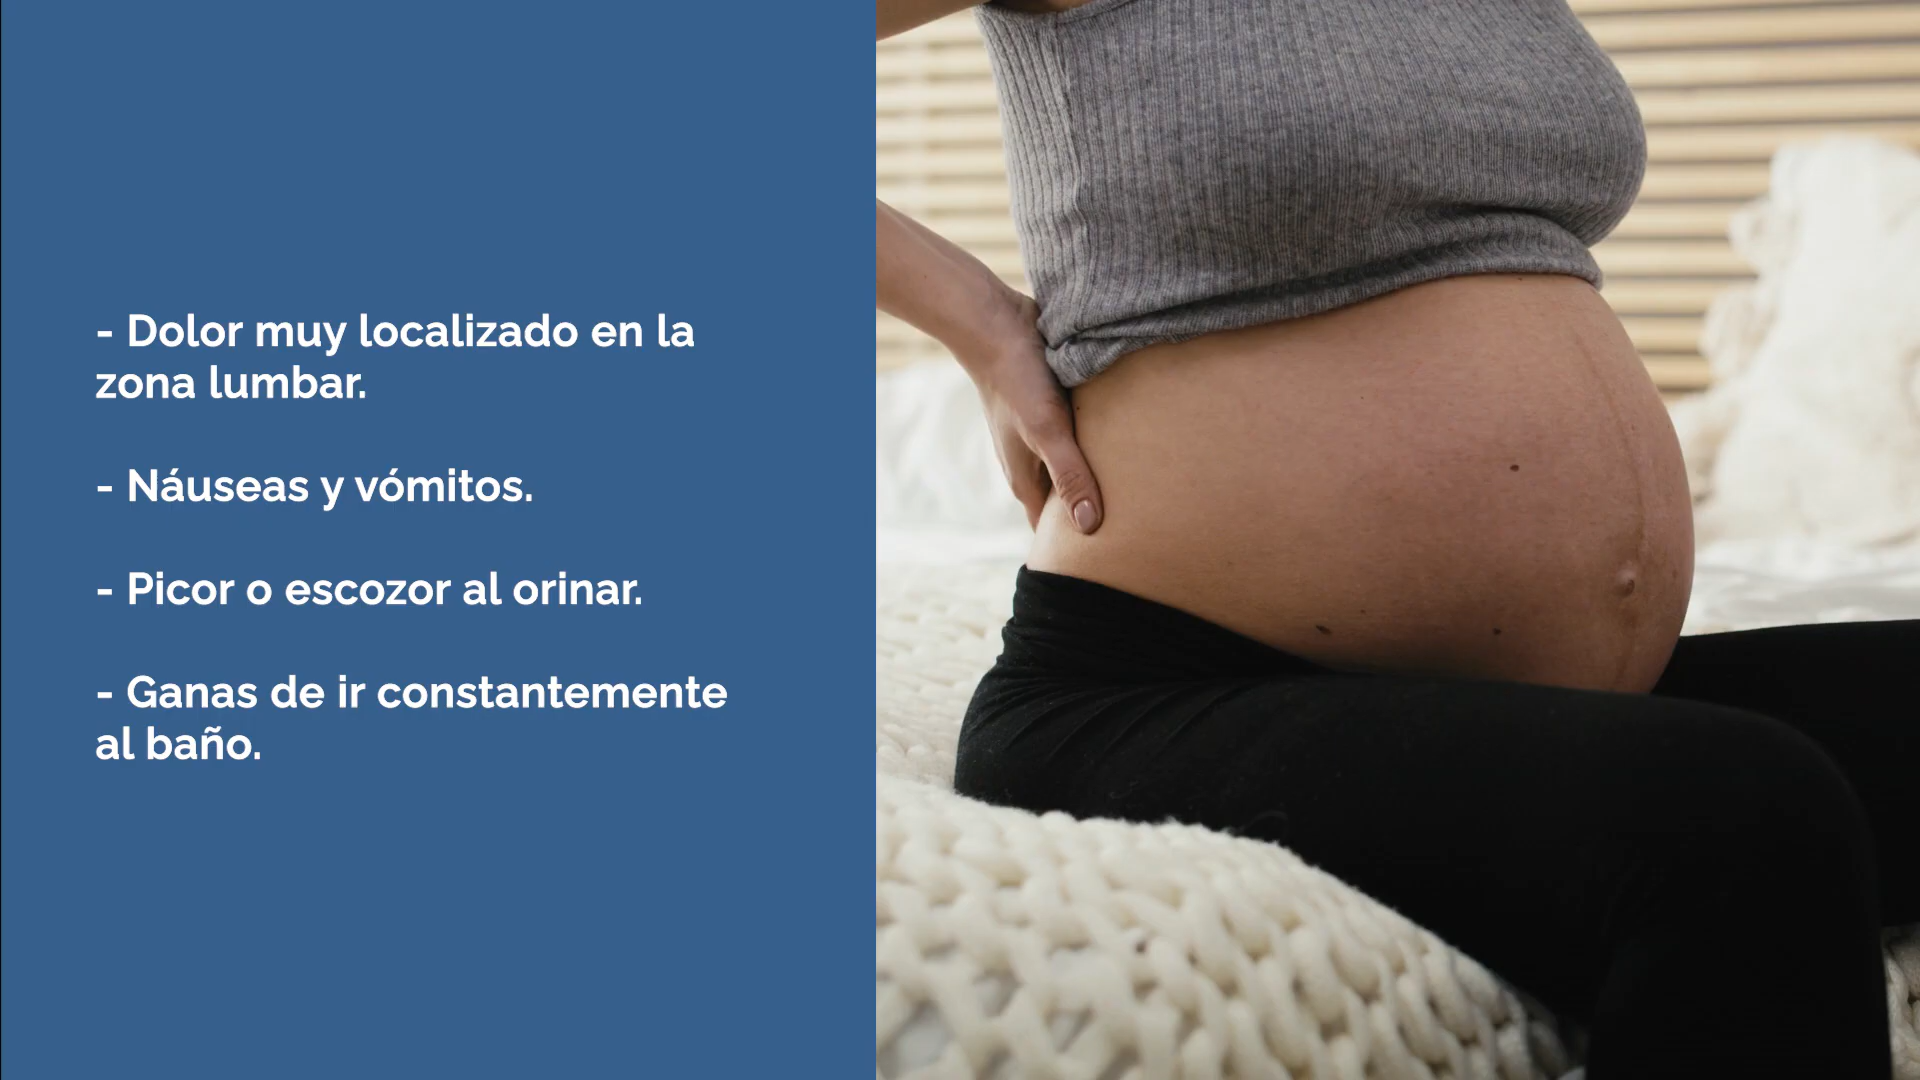 - Dolor muy localizado en la
zona lumbar.
- Náuseas y vómitos.
- Picor o escozor al orinar.
- Ganas de ir constantemente
al baño.